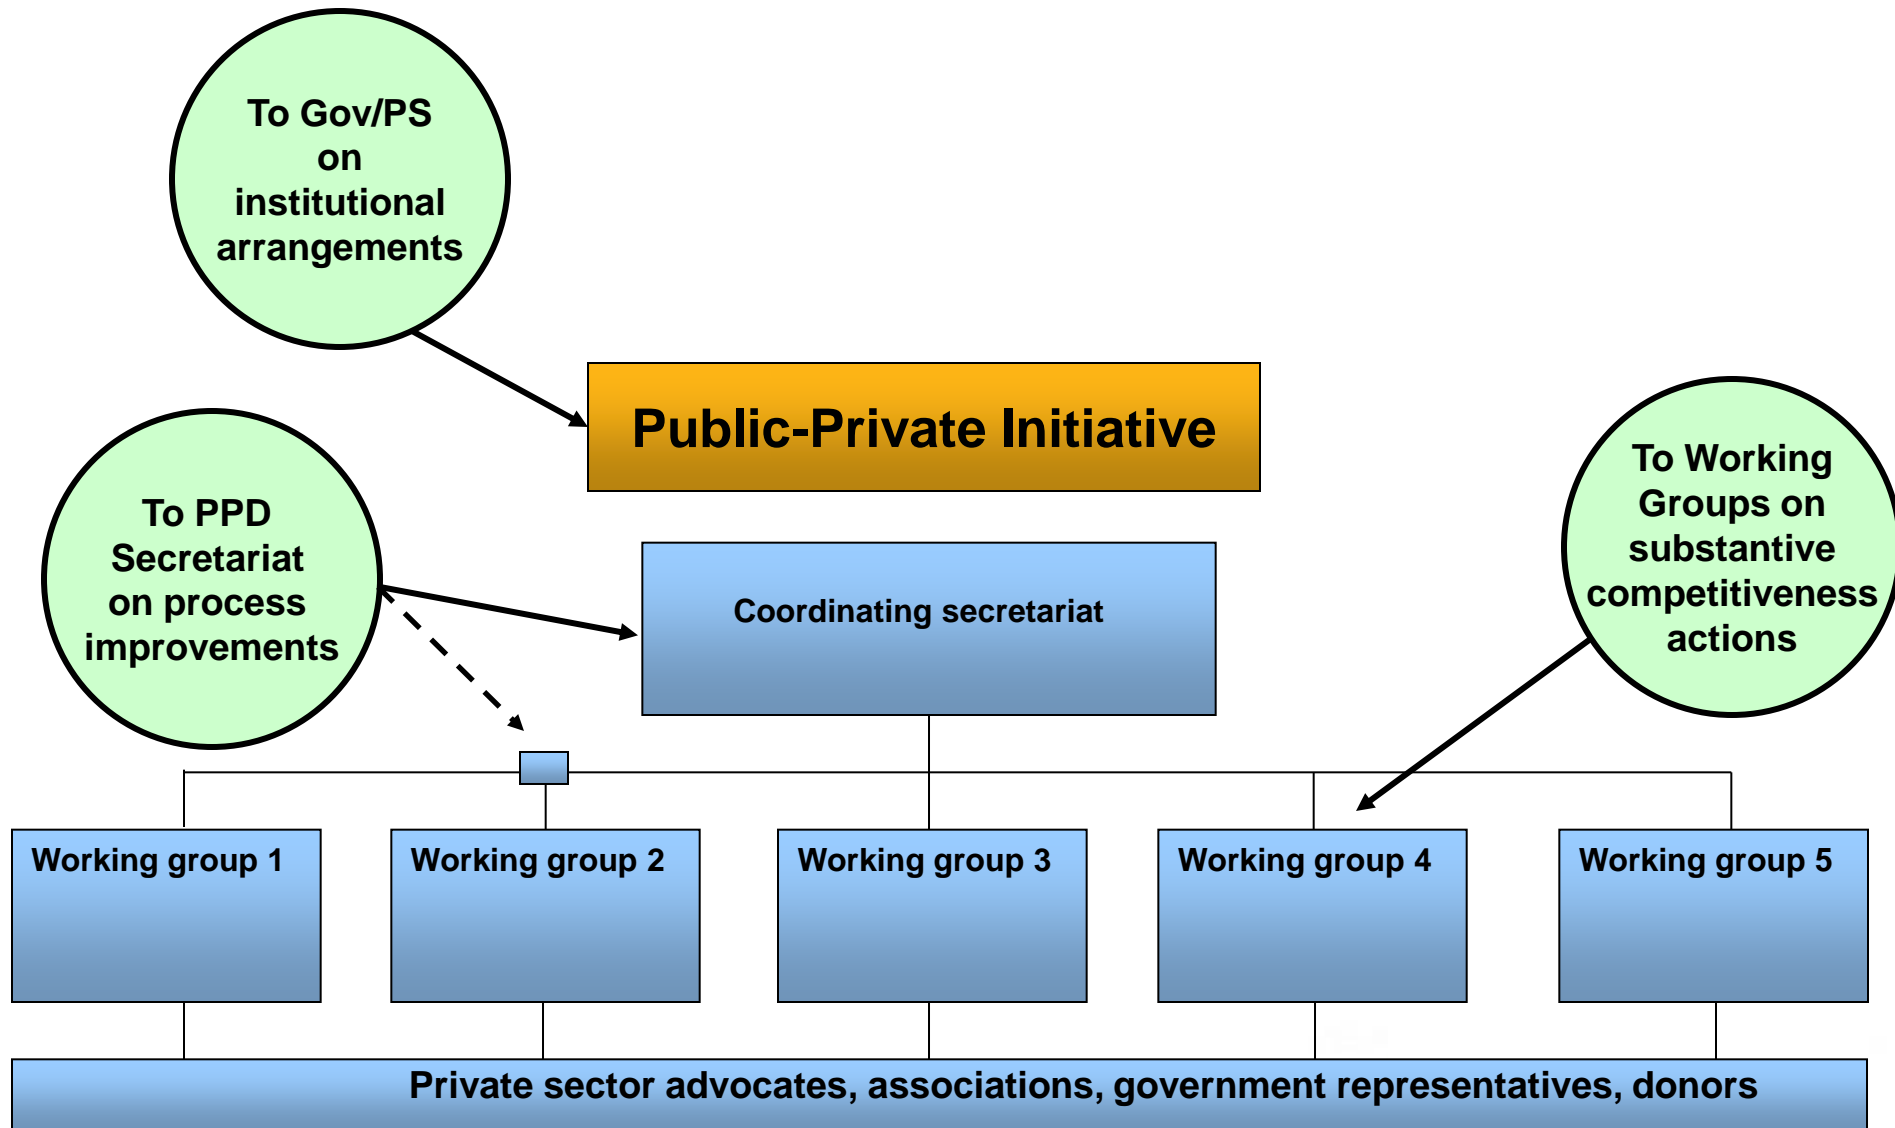 To Gov/PS
on
institutional
arrangements
Public-Private Initiative
To PPD
Secretariat
on process
improvements
Coordinating secretariat
To Working
Groups on
substantive
competitiveness
actions
Working group 1
Working group 2
Working group 3
Working group 4
Working group 5
Private sector advocates, associations, government representatives, donors